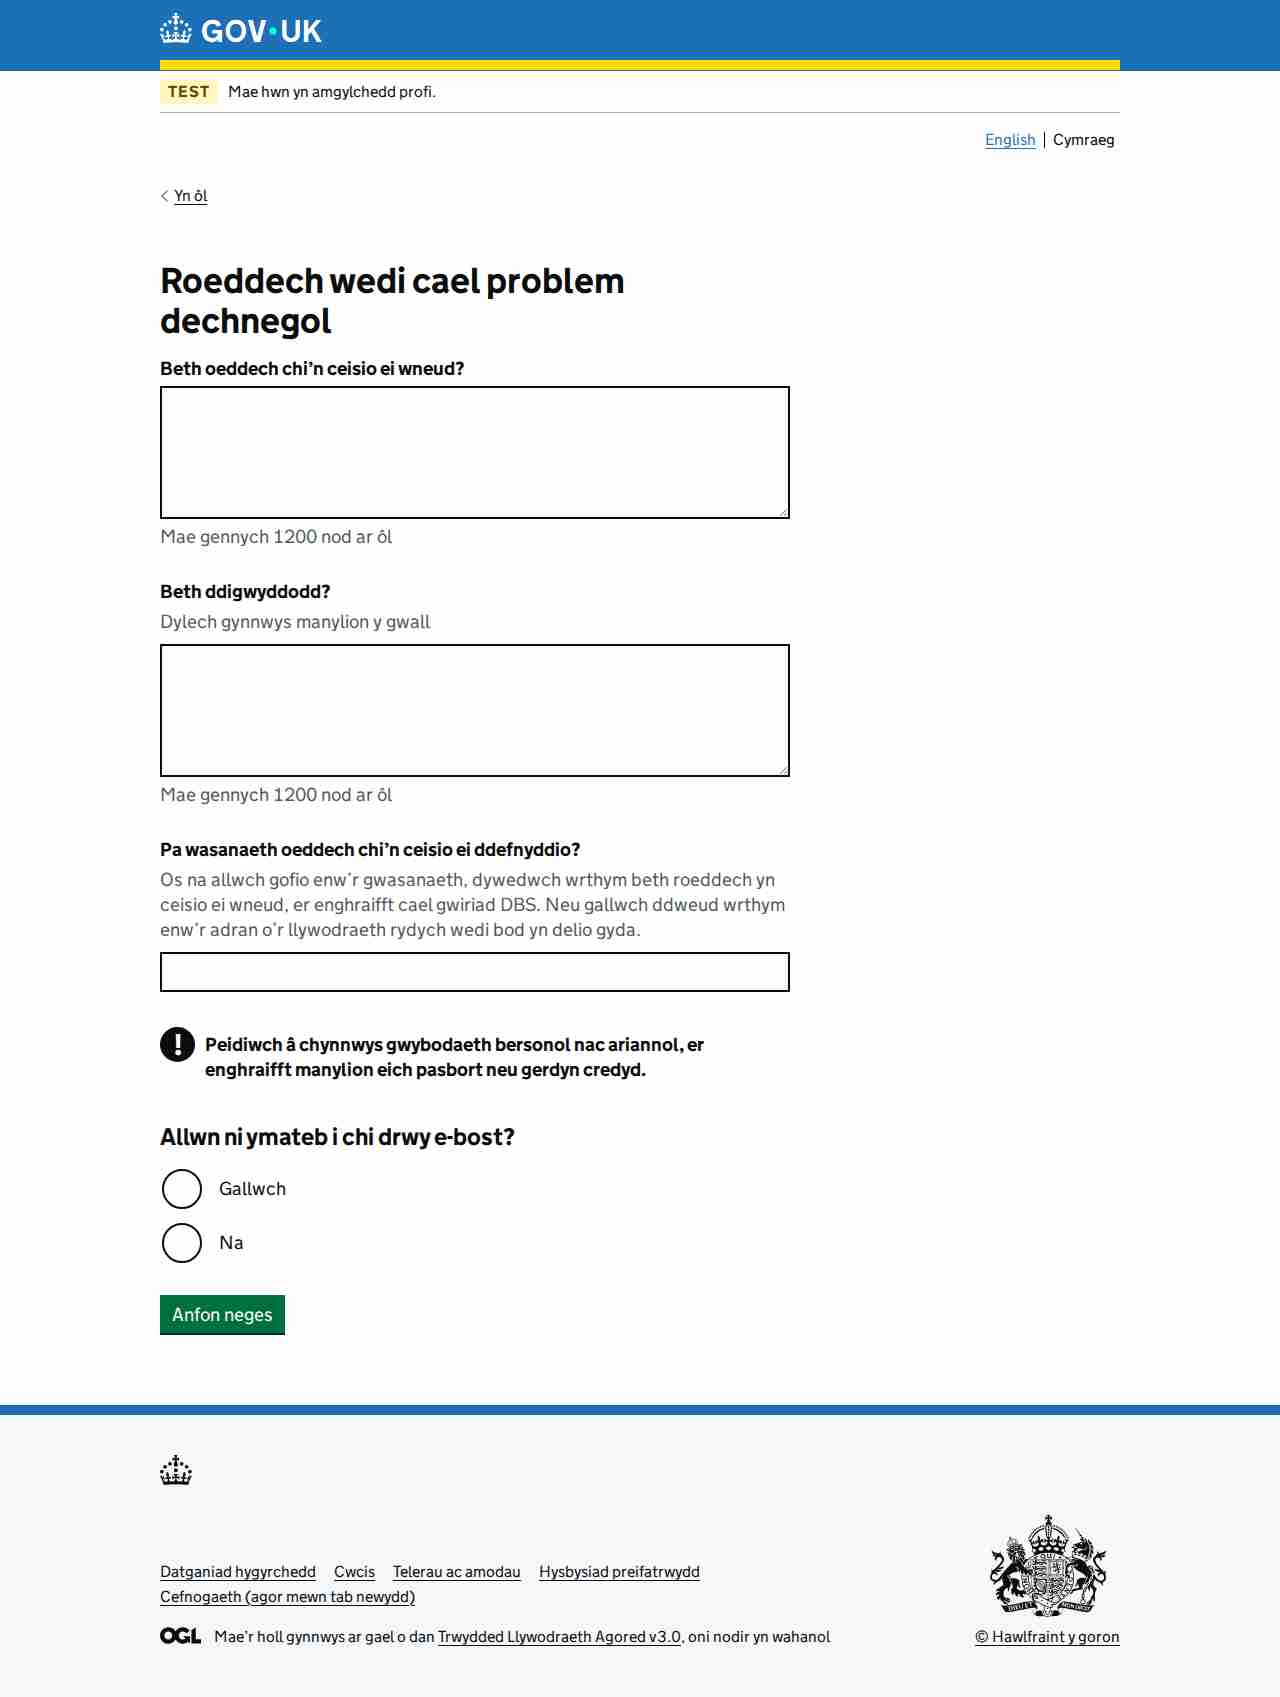 GOV·UK
TEST Mae hwn yn amgylchedd profi.
English | Cymraeg
Yn ôl
Roeddech wedi cael problem
dechnegol
Beth oeddech chi’n ceisio ei wneud?
Mae gennych 1200 nod ar ôl
Beth ddigwyddodd?
Dylech gynnwys manylion y gwall
Mae gennych 1200 nod ar ôl
Pa wasanaeth oeddech chi’n ceisio ei ddefnyddio?
Os na allwch gofio enw’r gwasanaeth, dywedwch wrthym beth roeddech yn
ceisio ei wneud, er enghraifft cael gwiriad DBS. Neu gallwch ddweud wrthym
enw’r adran o’r llywodraeth rydych wedi bod yn delio gyda.
! Peidiwch â chynnwys gwybodaeth bersonol nac ariannol, er
enghraifft manylion eich pasbort neu gerdyn credyd.
Allwn ni ymateb i chi drwy e-bost?
Gallwch
Na
Anfon neges
Datganiad hygyrchedd Cwcis Telerau ac amodau Hysbysiad preifatrwydd
Cefnogaeth (agor mewn tab newydd)
OGL Mae’r holl gynnwys ar gael o dan Trwydded Llywodraeth Agored v3.0, oni nodir yn wahanol
© Hawlfraint y goron